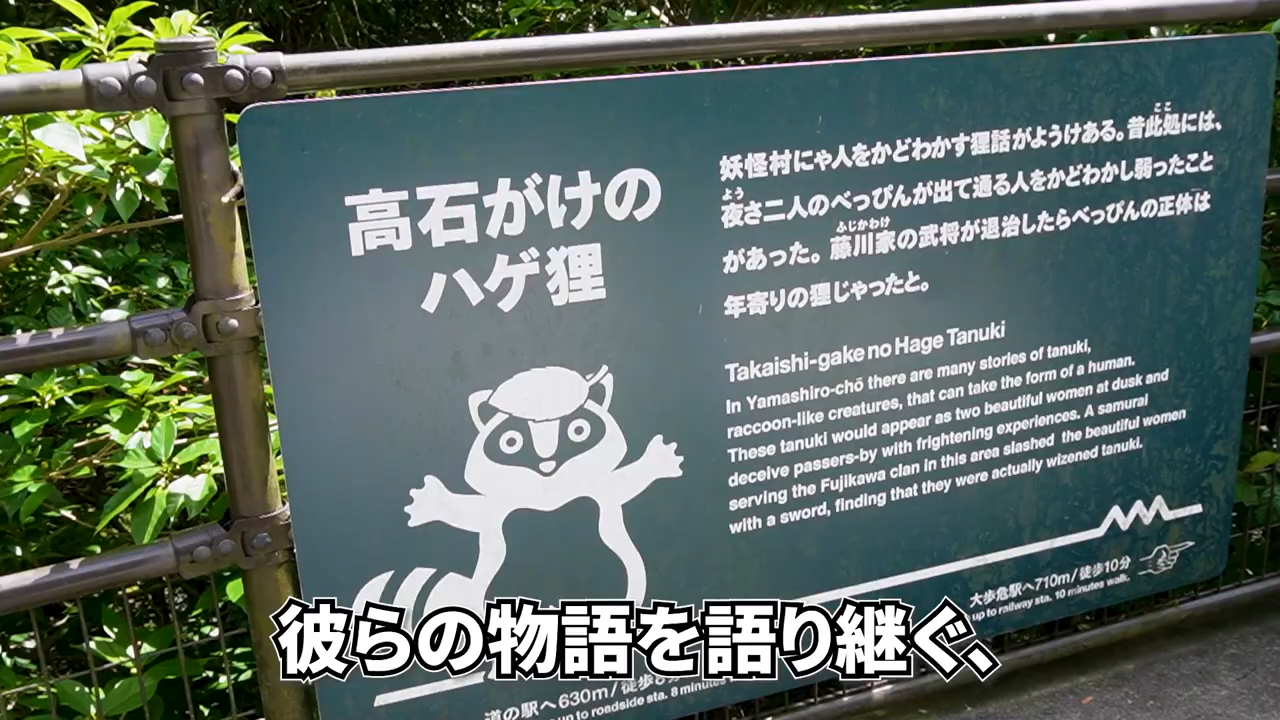 高石がけの
ハゲ狸
妖怪村にゃ人をかどわかす狸話がようけある。昔此処には、
夜さ二人のべっぴんが出て通る人をかどわかし弱ったこと
があった。藤川家の武将が退治したらべっぴんの正体は
年寄りの狸じゃったと。
ここ
よう
ふじかわけ
Takaishi-gake no Hage Tanuki
In Yamashiro-chō there are many stories of tanuki,
raccoon-like creatures, that can take the form of a human.
These tanuki would appear as two beautiful women at dusk and
deceive passers-by with frightening experiences. A samurai
serving the Fujikawa clan in this area slashed the beautiful women
with a sword, finding that they were actually wizened tanuki.
大歩危駅へ710m/徒歩10分
up to railway sta. 10 minutes walk.
道の駅へ630m/徒歩8
up to roadside sta. 8 minutes
彼らの物語を語り継ぐ、